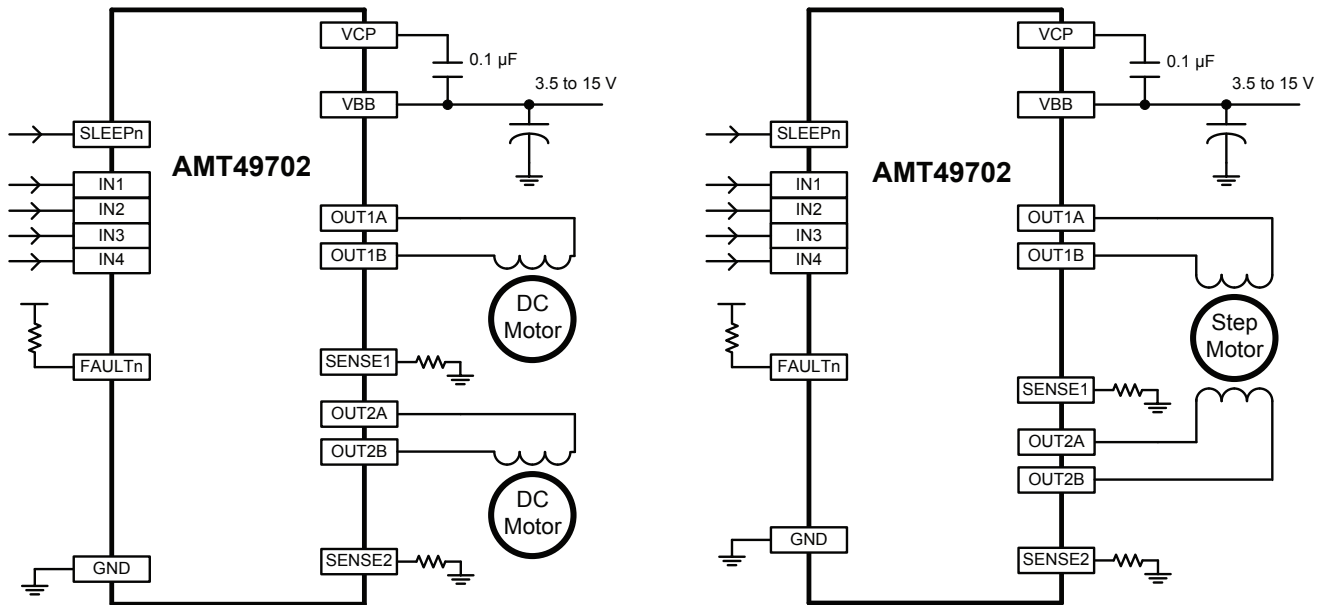 VCP
0.1 µF
3.5 to 15 V
VBB
SLEEPn
AMT49702
IN1
IN2
IN3
IN4
OUT1A
OUT1B
DC
Motor
FAULTn
SENSE1
OUT2A
OUT2B
DC
Motor
GND
SENSE2
VCP
0.1 µF
3.5 to 15 V
VBB
SLEEPn
AMT49702
IN1
IN2
IN3
IN4
OUT1A
OUT1B
Step
Motor
FAULTn
SENSE1
OUT2A
OUT2B
GND
SENSE2